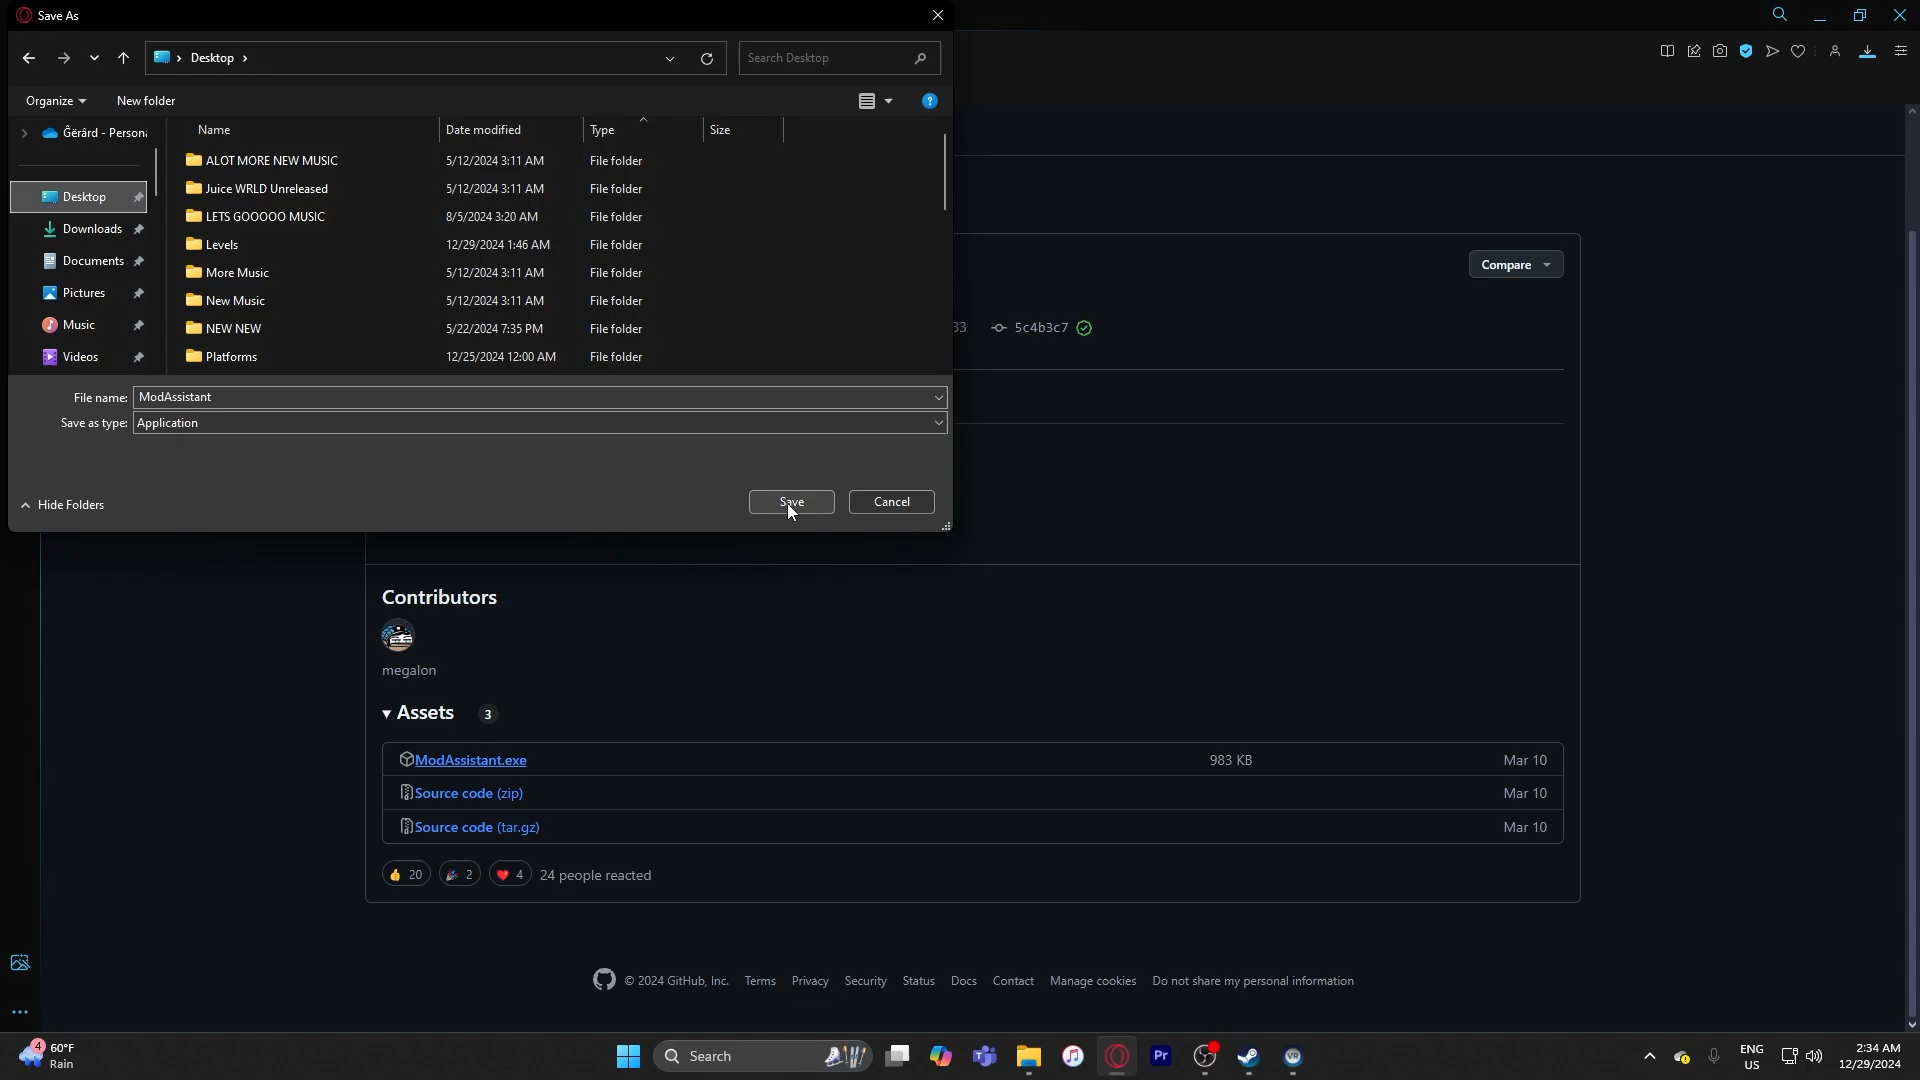 Save As
Desktop
Search Desktop
Organize
New folder
Ĝërârd - Persona
Desktop
Downloads
Documents
Pictures
Music
Videos
Name Date modified Type Size
ALOT MORE NEW MUSIC 5/12/2024 3:11 AM File folder
Juice WRLD Unreleased 5/12/2024 3:11 AM File folder
LETS GOOOOO MUSIC 8/5/2024 3:20 AM File folder
Levels 12/29/2024 1:46 AM File folder
More Music 5/12/2024 3:11 AM File folder
New Music 5/12/2024 3:11 AM File folder
NEW NEW 5/22/2024 7:35 PM File folder
Platforms 12/25/2024 12:00 AM File folder
File name: ModAssistant
Save as type: Application
Hide Folders
Save
Cancel
Compare
33 5c4b3c7
Contributors
megalon
Assets 3
ModAssistant.exe 983 KB Mar 10
Source code (zip) Mar 10
Source code (tar.gz) Mar 10
20 2 4 24 people reacted
© 2024 GitHub, Inc. Terms Privacy Security Status Docs Contact Manage cookies Do not share my personal information
4
60°F
Rain
Search
Pr
VR
ENG
US
2:34 AM
12/29/2024